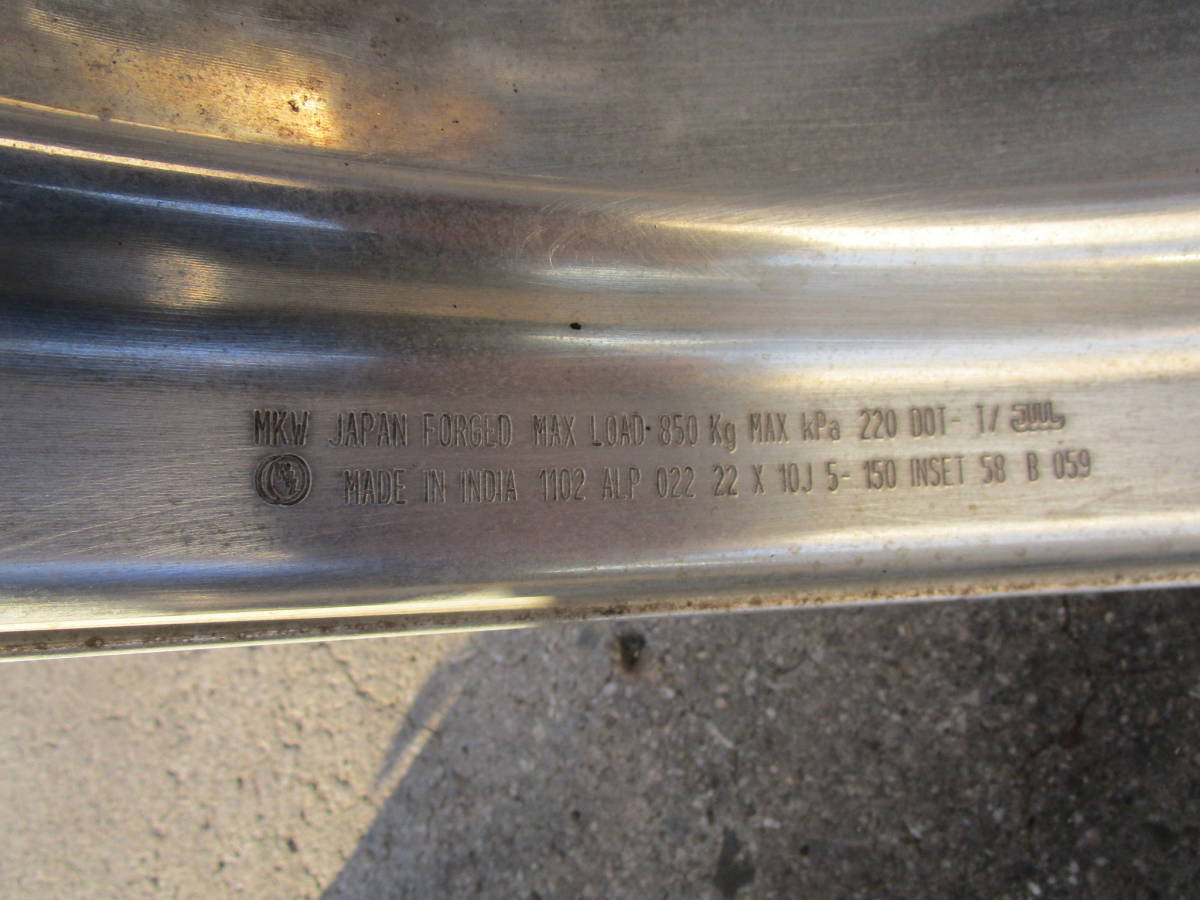 MKW JAPAN FORGED MAX LOAD-850 Kg MAX kPa 220 DOT- T/ JWL
MADE IN INDIA 1102 ALP 022 22 X 10J 5-150 INSET 58 B 059